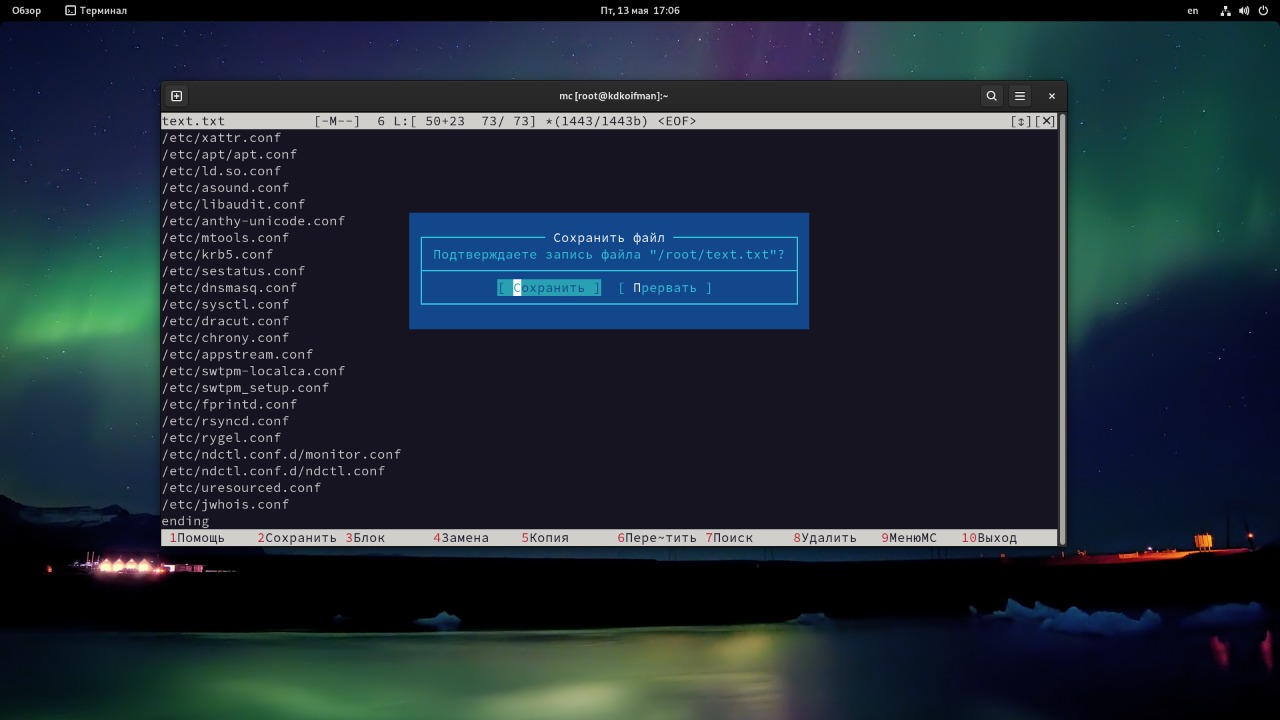 Обзор Терминал Пт, 13 мая 17:06 en
mc [root@kdkoifman]:~
text.txt [-M--] 6 L:[ 50+23 73/ 73] *(1443/1443b) <EOF> [↕][✕]
/etc/xattr.conf
/etc/apt/apt.conf
/etc/ld.so.conf
/etc/asound.conf
/etc/libaudit.conf
/etc/anthy-unicode.conf
/etc/mtools.conf
/etc/krb5.conf
/etc/sestatus.conf
/etc/dnsmasq.conf
/etc/sysctl.conf
/etc/dracut.conf
/etc/chrony.conf
/etc/appstream.conf
/etc/swtpm-localca.conf
/etc/swtpm_setup.conf
/etc/fprintd.conf
/etc/rsyncd.conf
/etc/rygel.conf
/etc/ndctl.conf.d/monitor.conf
/etc/ndctl.conf.d/ndctl.conf
/etc/uresourced.conf
/etc/jwhois.conf
ending
Сохранить файл
Подтверждаете запись файла "/root/text.txt"?
[ Сохранить ] [ Прервать ]
1Помощь 2Сохранить 3Блок 4Замена 5Копия 6Пере~тить 7Поиск 8Удалить 9МенюMC 10Выход